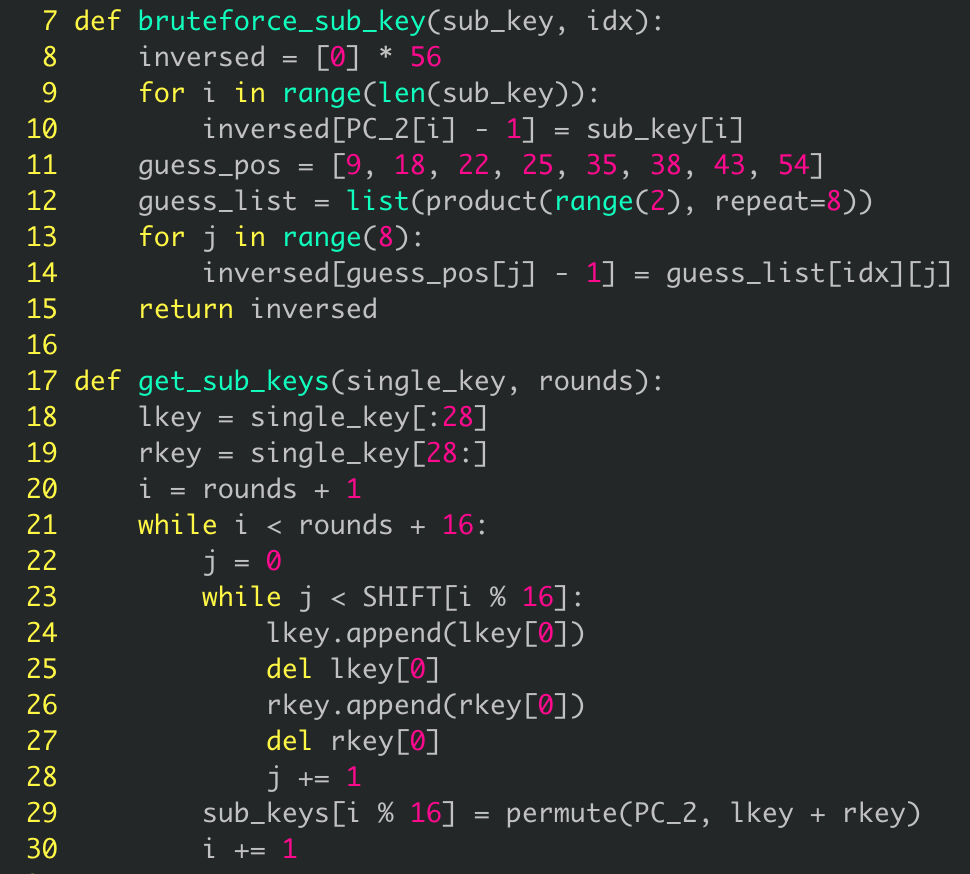 7 def bruteforce_sub_key(sub_key, idx):
8     inversed = [0] * 56
9     for i in range(len(sub_key)):
10         inversed[PC_2[i] - 1] = sub_key[i]
11     guess_pos = [9, 18, 22, 25, 35, 38, 43, 54]
12     guess_list = list(product(range(2), repeat=8))
13     for j in range(8):
14         inversed[guess_pos[j] - 1] = guess_list[idx][j]
15     return inversed
16
17 def get_sub_keys(single_key, rounds):
18     lkey = single_key[:28]
19     rkey = single_key[28:]
20     i = rounds + 1
21     while i < rounds + 16:
22         j = 0
23         while j < SHIFT[i % 16]:
24             lkey.append(lkey[0])
25             del lkey[0]
26             rkey.append(rkey[0])
27             del rkey[0]
28             j += 1
29         sub_keys[i % 16] = permute(PC_2, lkey + rkey)
30         i += 1